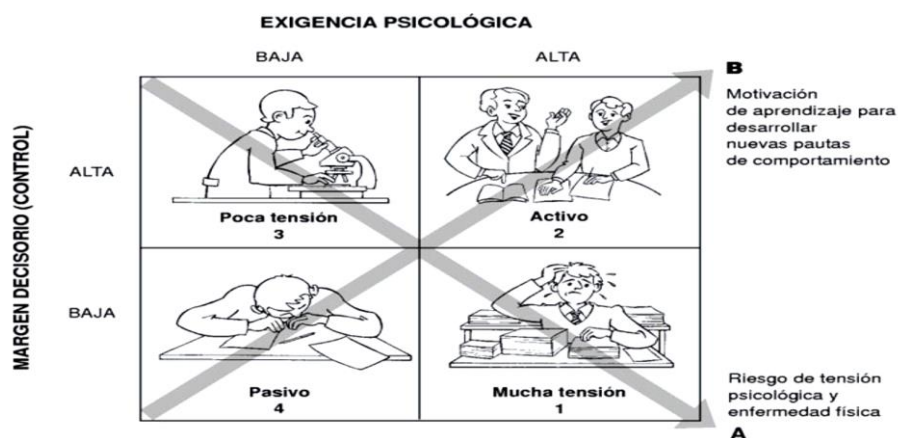 EXIGENCIA PSICOLÓGICA
BAJA
ALTA
B
Motivación
de aprendizaje para
desarrollar
nuevas pautas
de comportamiento
MARGEN DECISORIO (CONTROL)
ALTA
Poca tensión
3
Activo
2
BAJA
Pasivo
4
Mucha tensión
1
Riesgo de tensión
psicológica y
enfermedad física
A